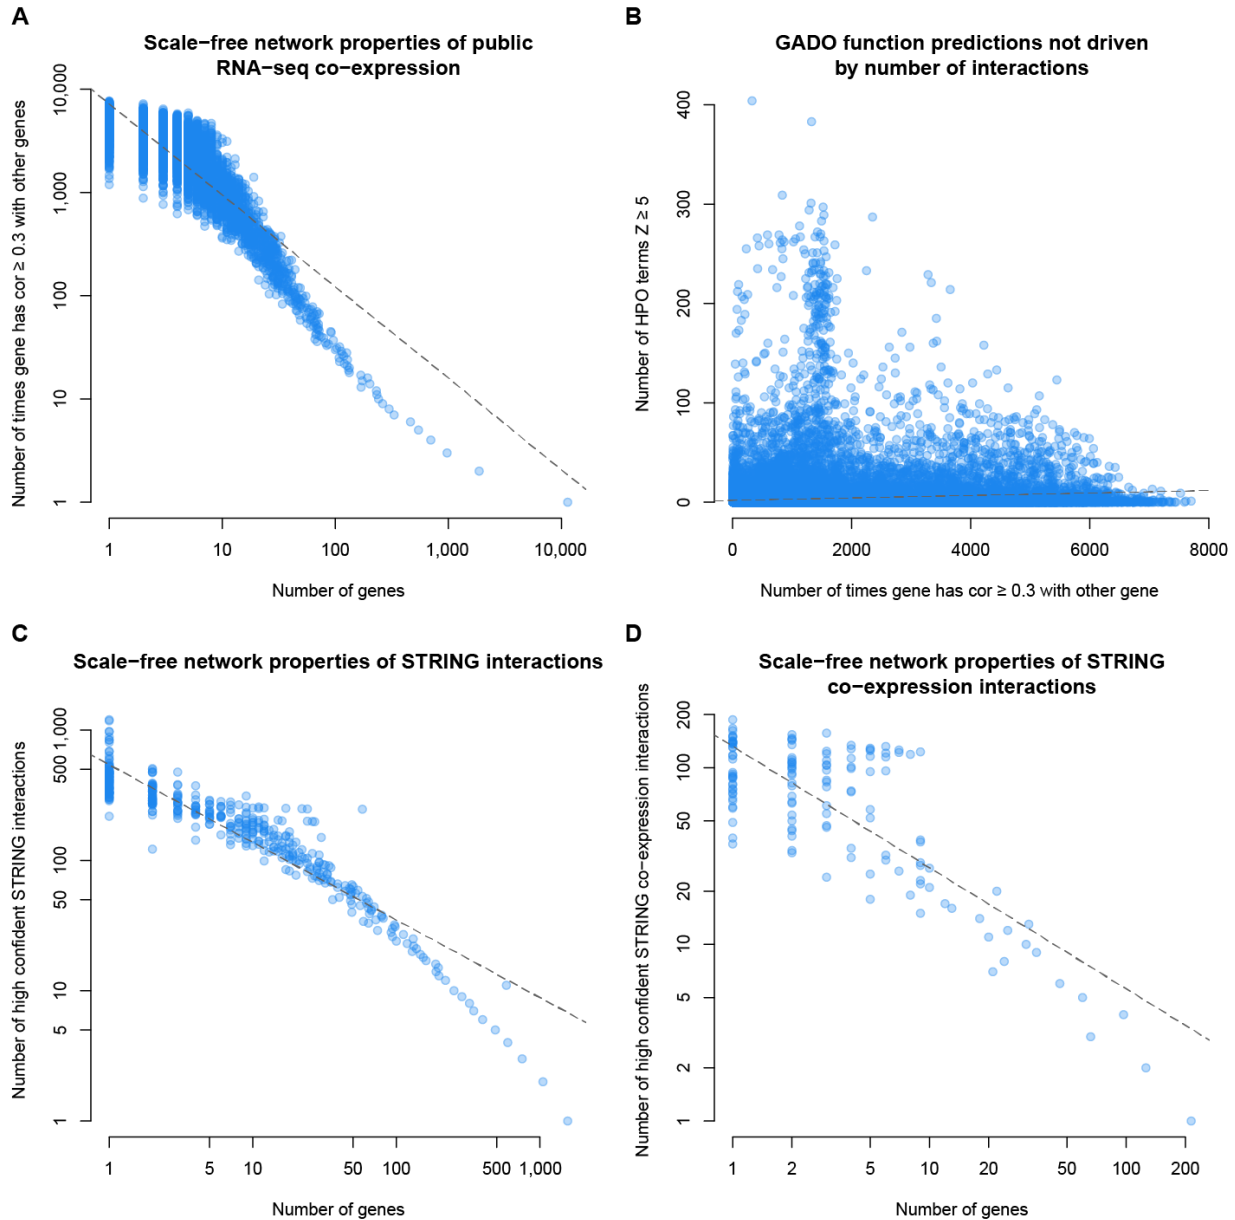 A
Scale−free network properties of public
RNA−seq co−expression
Number of times gene has cor ≥ 0.3 with other genes
10,000
1,000
100
10
1
1 10 100 1,000 10,000
Number of genes
B
GADO function predictions not driven
by number of interactions
Number of HPO terms Z ≥ 5
400
300
200
100
0
0 2000 4000 6000 8000
Number of times gene has cor ≥ 0.3 with other gene
C
Scale−free network properties of STRING interactions
Number of high confident STRING interactions
1,000
500
100
50
10
5
1
1 5 10 50 100 500 1,000
Number of genes
D
Scale−free network properties of STRING
co−expression interactions
Number of high confident STRING co−expression interactions
200
100
50
20
10
5
2
1
1 2 5 10 20 50 100 200
Number of genes